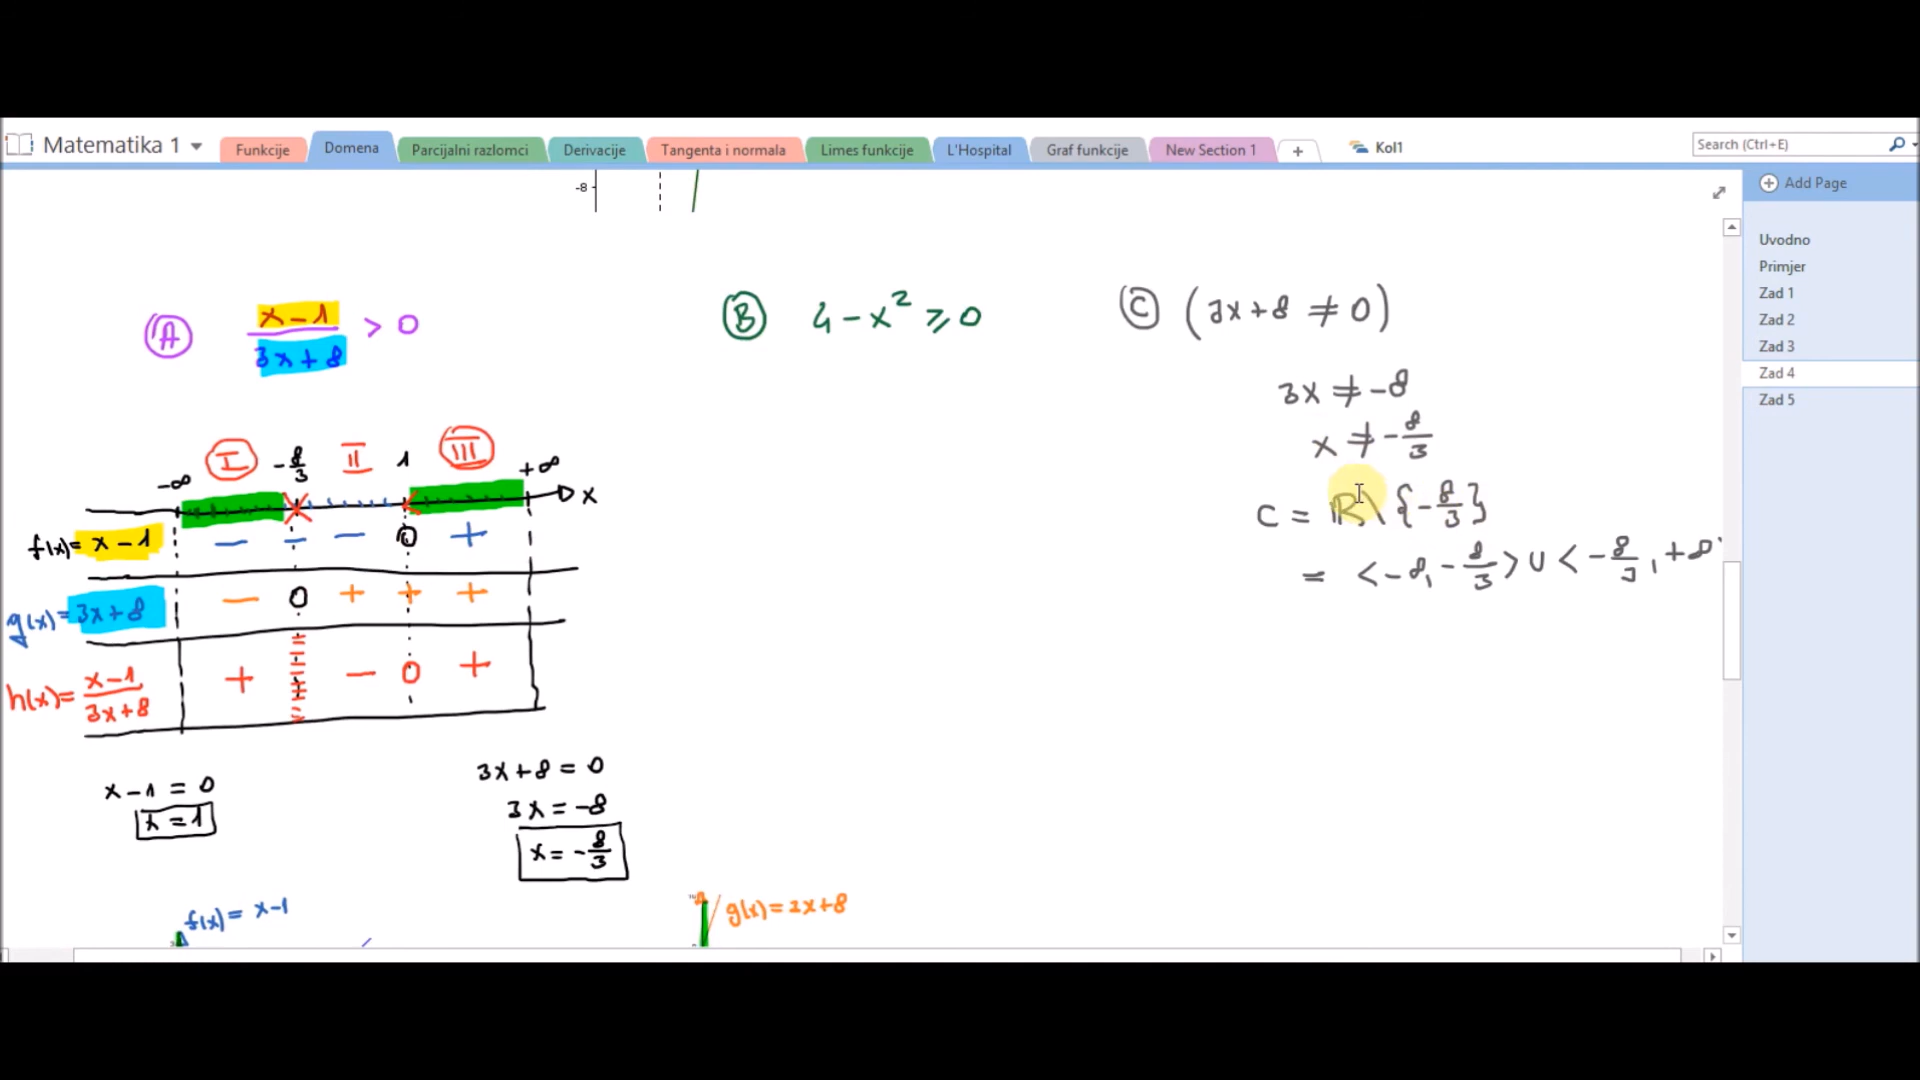 Matematika 1
Funkcije Domena Parcijalni razlomci Derivacije Tangenta i normala Limes funkcije L'Hospital Graf funkcije New Section 1 + Kol1
Search (Ctrl+E)
Add Page
Uvodno
Primjer
Zad 1
Zad 2
Zad 3
Zad 4
Zad 5
-8
A x-1 / 3x+8 > 0
I -8/3 II 1 III
-∞ +∞ x
f(x)= x-1 - - - 0 +
g(x)= 3x+8 - 0 + + +
h(x)= x-1 / 3x+8 + - 0 +
x-1 = 0
x=1
3x+8 = 0
3x = -8
x = -8/3
f(x)= x-1
g(x)=3x+8
B 4-x² ≥ 0
C (3x+8 ≠ 0)
3x ≠ -8
x ≠ -8/3
C = ℝ\{-8/3}
= <-∞, -8/3> ∪ <-8/3, +∞